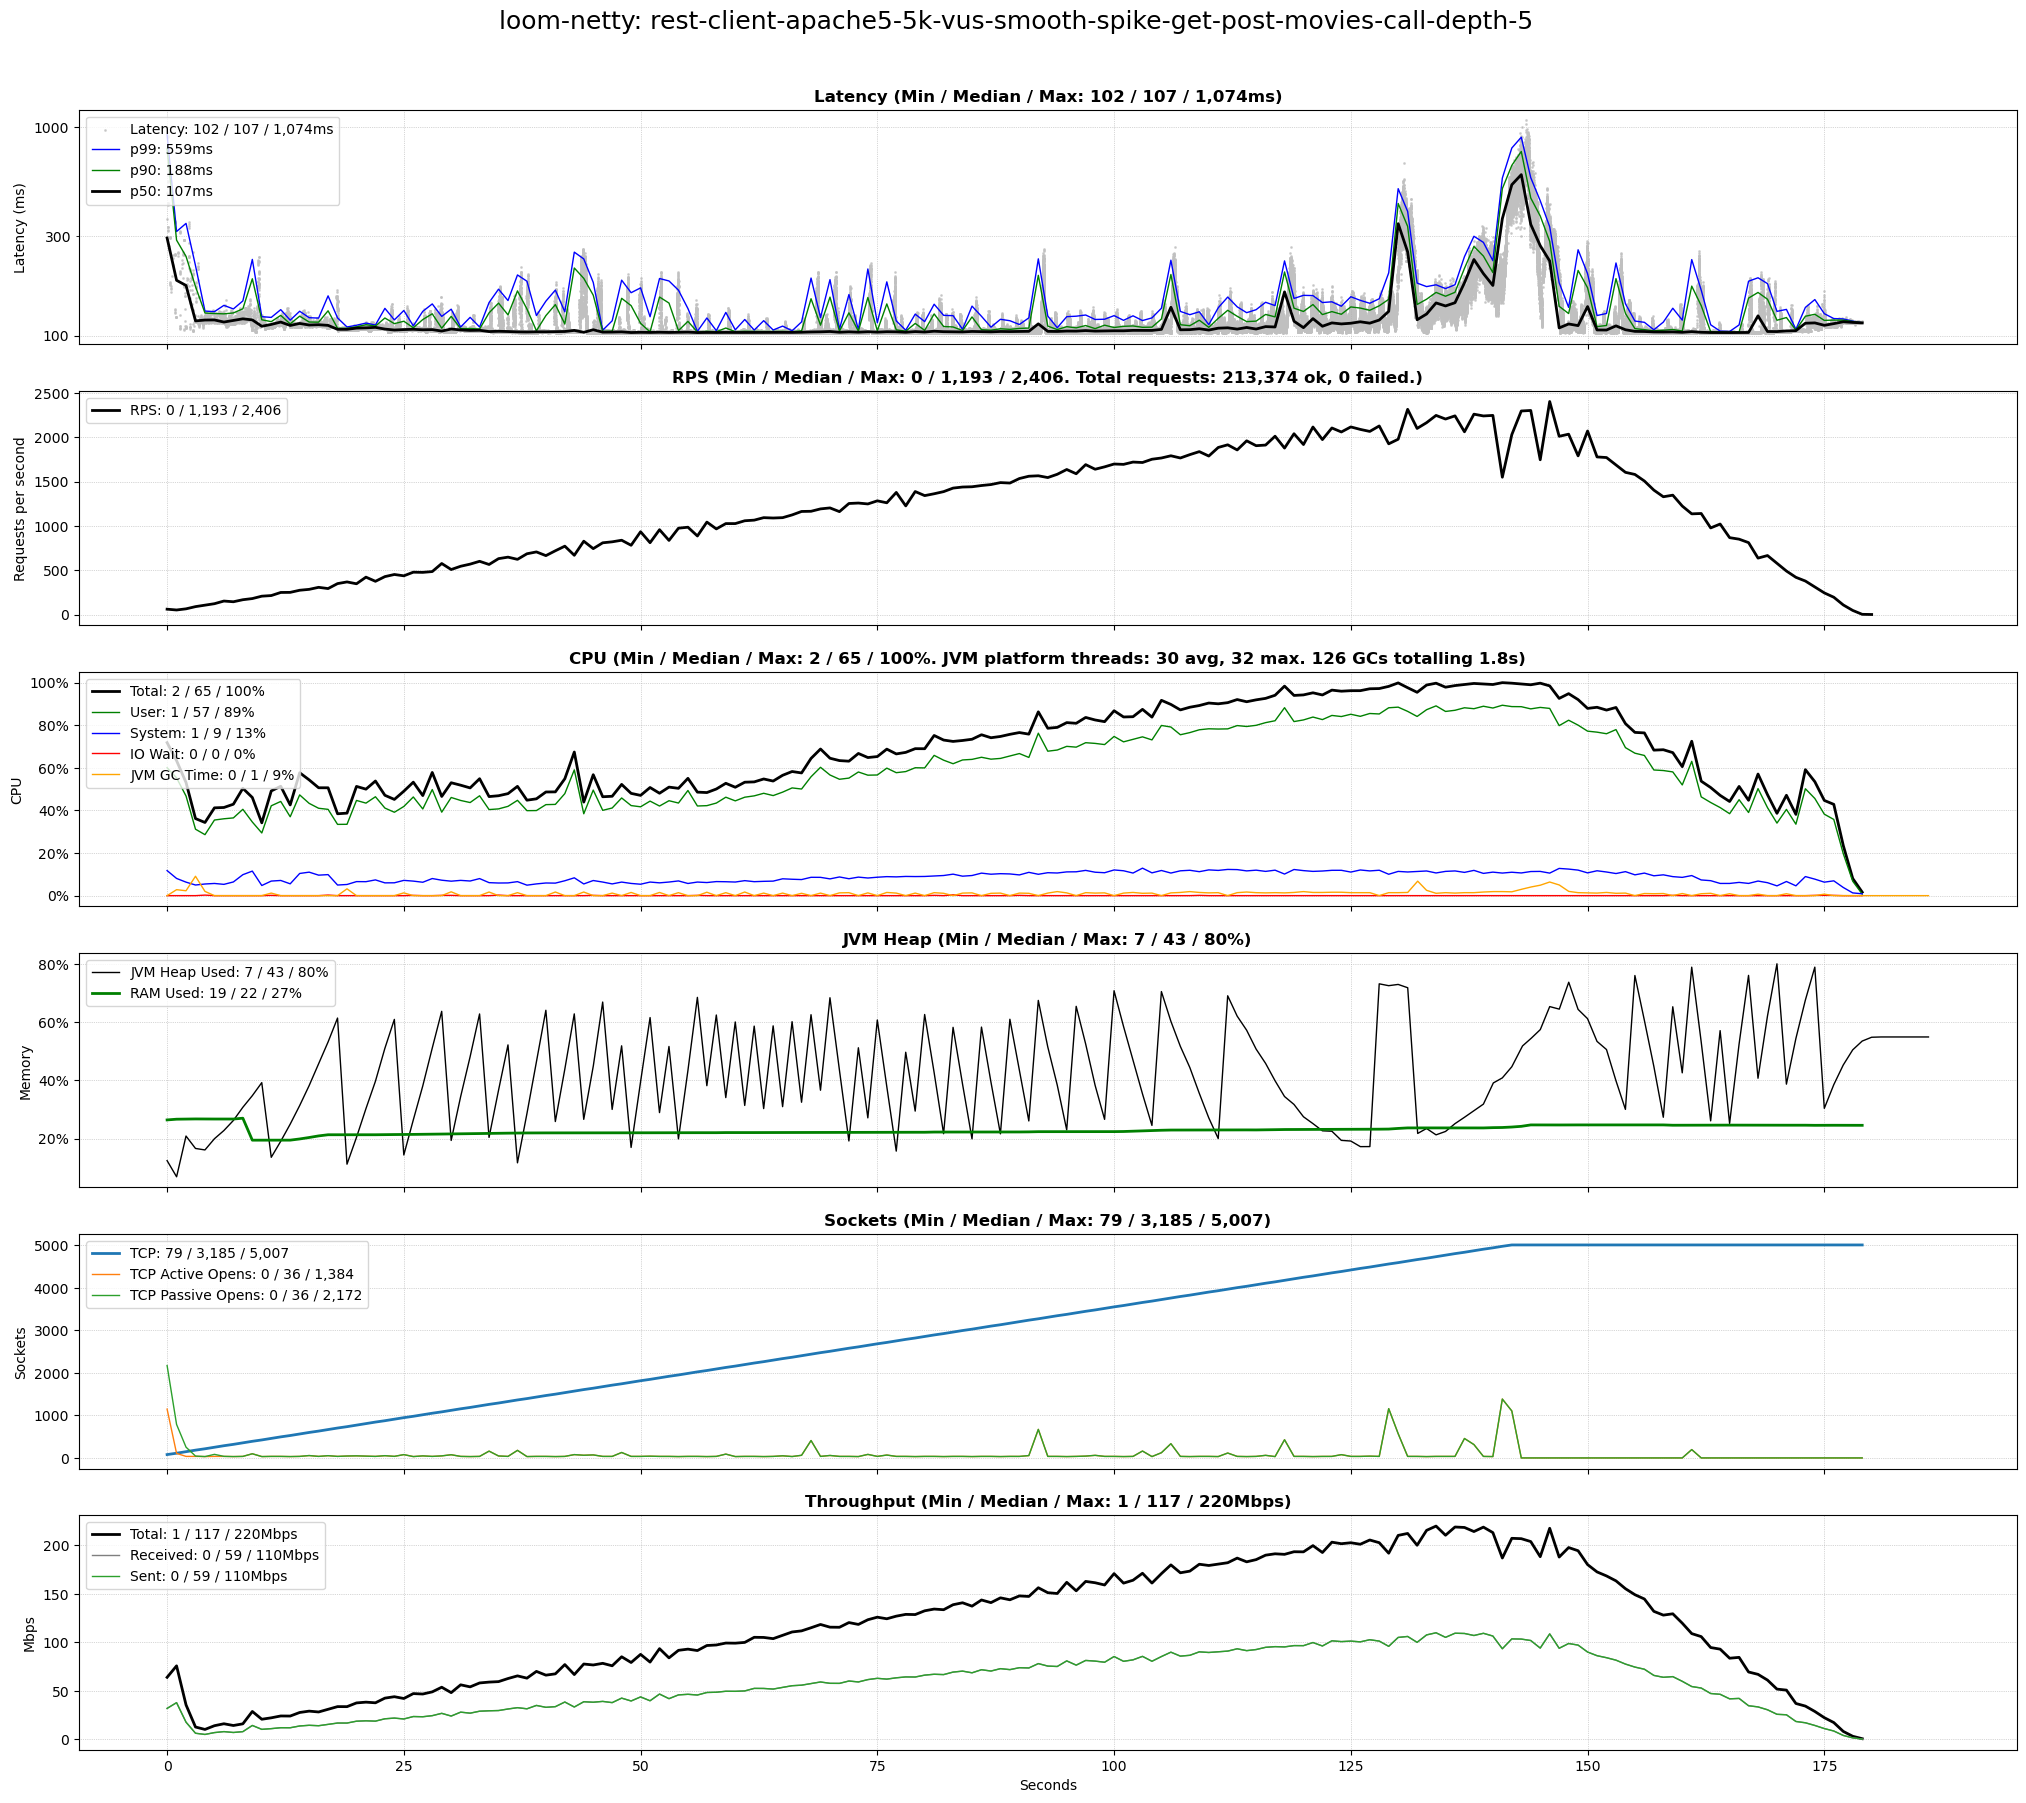 loom-netty: rest-client-apache5-5k-vus-smooth-spike-get-post-movies-call-depth-5
Latency (Min / Median / Max: 102 / 107 / 1,074ms)
Latency: 102 / 107 / 1,074ms
p99: 559ms
p90: 188ms
p50: 107ms
1000
300
100
Latency (ms)
RPS (Min / Median / Max: 0 / 1,193 / 2,406. Total requests: 213,374 ok, 0 failed.)
RPS: 0 / 1,193 / 2,406
2500
2000
1500
1000
500
0
Requests per second
CPU (Min / Median / Max: 2 / 65 / 100%. JVM platform threads: 30 avg, 32 max. 126 GCs totalling 1.8s)
Total: 2 / 65 / 100%
User: 1 / 57 / 89%
System: 1 / 9 / 13%
IO Wait: 0 / 0 / 0%
JVM GC Time: 0 / 1 / 9%
100%
80%
60%
40%
20%
0%
CPU
JVM Heap (Min / Median / Max: 7 / 43 / 80%)
JVM Heap Used: 7 / 43 / 80%
RAM Used: 19 / 22 / 27%
80%
60%
40%
20%
Memory
Sockets (Min / Median / Max: 79 / 3,185 / 5,007)
TCP: 79 / 3,185 / 5,007
TCP Active Opens: 0 / 36 / 1,384
TCP Passive Opens: 0 / 36 / 2,172
5000
4000
3000
2000
1000
0
Sockets
Throughput (Min / Median / Max: 1 / 117 / 220Mbps)
Total: 1 / 117 / 220Mbps
Received: 0 / 59 / 110Mbps
Sent: 0 / 59 / 110Mbps
200
150
100
50
0
Mbps
0 25 50 75 100 125 150 175
Seconds